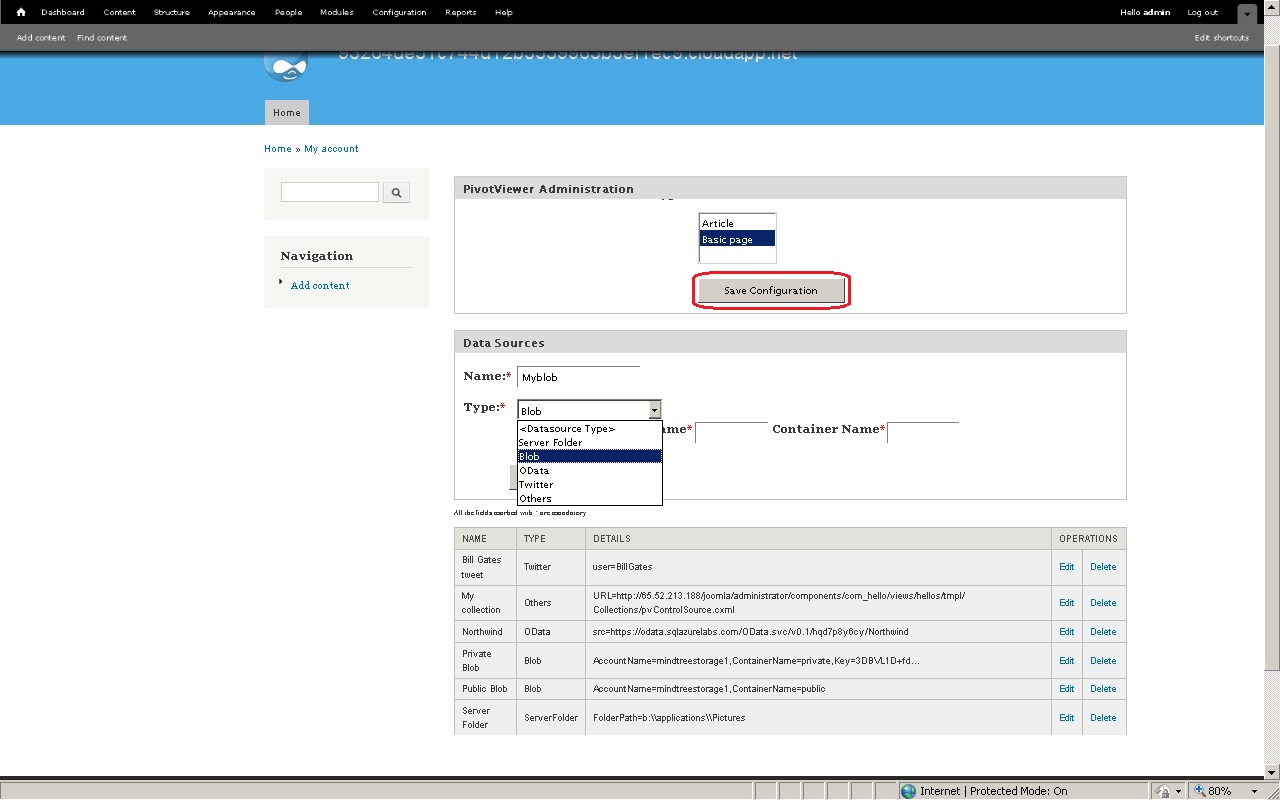 Dashboard Content Structure Appearance People Modules Configuration Reports Help Hello admin Log out
Add content Find content Edit shortcuts
Home
Home » My account
PivotViewer Administration
Article
Basic page
Navigation
Add content
Save Configuration
Data Sources
Name:* Myblob
Type:* Blob
<Datasource Type>
Server Folder
Blob
OData
Twitter
Others
Container Name*
All the fields marked with * are mandatory
NAME TYPE DETAILS OPERATIONS
Bill Gates tweet Twitter user=BillGates Edit Delete
My collection Others URL=http://65.52.213.188/joomla/administrator/components/com_hello/views/hellos/tmpl/
Collections/pvControlSource.cxml Edit Delete
Northwind OData src=https://odata.sqlazurelabs.com/OData.svc/v0.1/hqd7p8y6cy/Northwind Edit Delete
Private Blob Blob AccountName=mindtreestorage1,ContainerName=private,Key=3DBVL1D+fd... Edit Delete
Public Blob Blob AccountName=mindtreestorage1,ContainerName=public Edit Delete
Server Folder ServerFolder FolderPath=b:\\applications\\Pictures Edit Delete
Internet | Protected Mode: On 80%